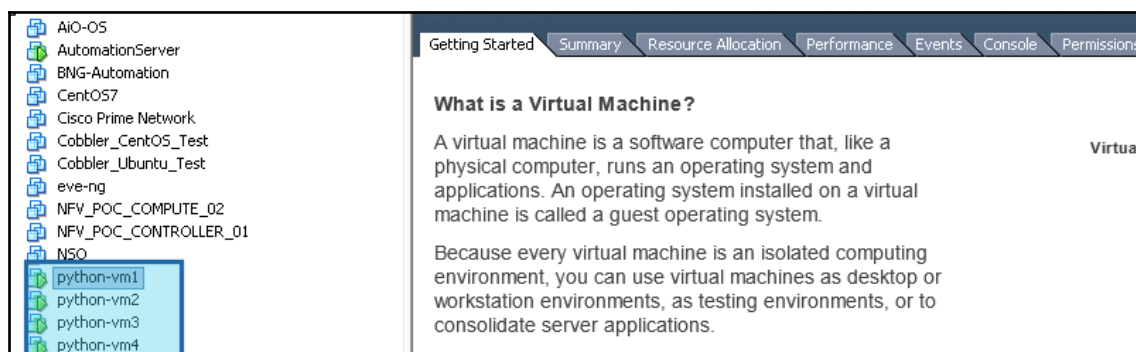 AiO-OS
AutomationServer
BNG-Automation
CentOS7
Cisco Prime Network
Cobbler_CentOS_Test
Cobbler_Ubuntu_Test
eve-ng
NFV_POC_COMPUTE_02
NFV_POC_CONTROLLER_01
NSO
python-vm1
python-vm2
python-vm3
python-vm4
Getting Started Summary Resource Allocation Performance Events Console Permissions
What is a Virtual Machine?
A virtual machine is a software computer that, like a
physical computer, runs an operating system and
applications. An operating system installed on a virtual
machine is called a guest operating system.
Because every virtual machine is an isolated computing
environment, you can use virtual machines as desktop or
workstation environments, as testing environments, or to
consolidate server applications.
Virtua